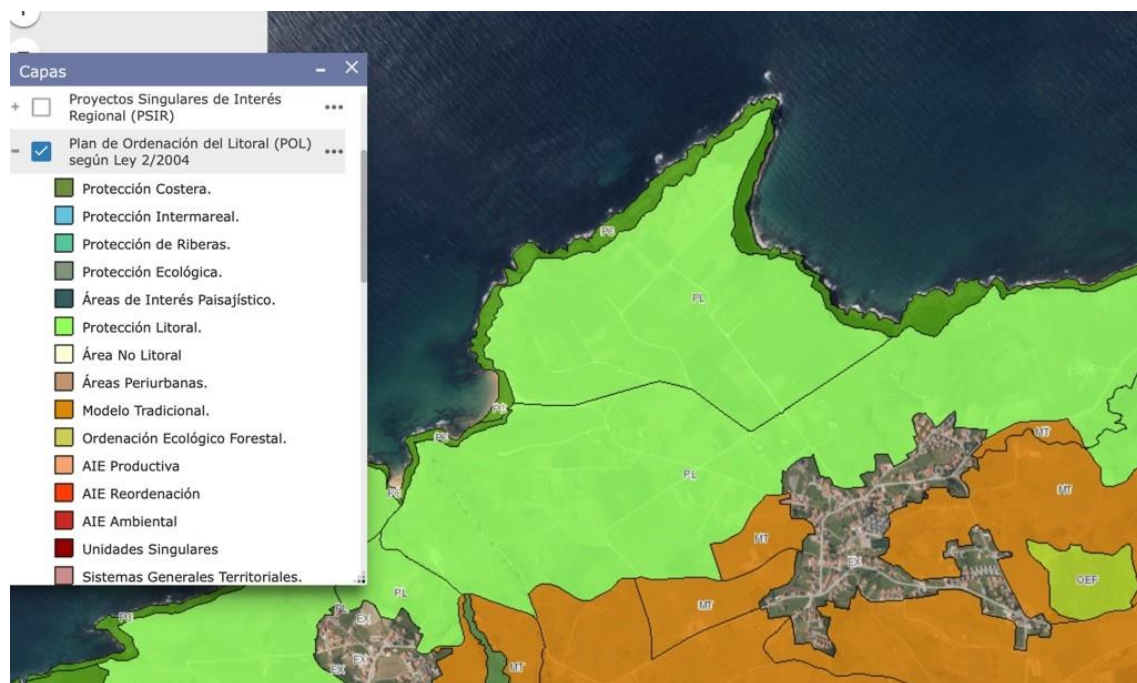 Capas
Proyectos Singulares de Interés
Regional (PSIR)
Plan de Ordenación del Litoral (POL)
según Ley 2/2004
Protección Costera.
Protección Intermareal.
Protección de Riberas.
Protección Ecológica.
Áreas de Interés Paisajístico.
Protección Litoral.
Área No Litoral
Áreas Periurbanas.
Modelo Tradicional.
Ordenación Ecológico Forestal.
AIE Productiva
AIE Reordenación
AIE Ambiental
Unidades Singulares
Sistemas Generales Territoriales.
PC
PL
PC
PC
PL
PC
MT
MT
MT
EX
OEF
MT
PL
PL
EX
EX
EX
MT